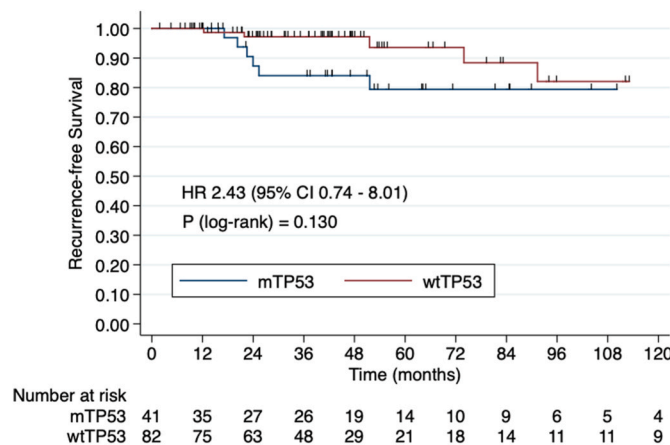 1.00
0.90
0.80
0.70
0.60
0.50
0.40
0.30
0.20
0.10
0.00
Recurrence-free Survival
HR 2.43 (95% CI 0.74 - 8.01)
P (log-rank) = 0.130
mTP53 wtTP53
0 12 24 36 48 60 72 84 96 108 120
Time (months)
Number at risk
mTP53 41 35 27 26 19 14 10 9 6 5 4
wtTP53 82 75 63 48 29 21 18 14 11 11 9